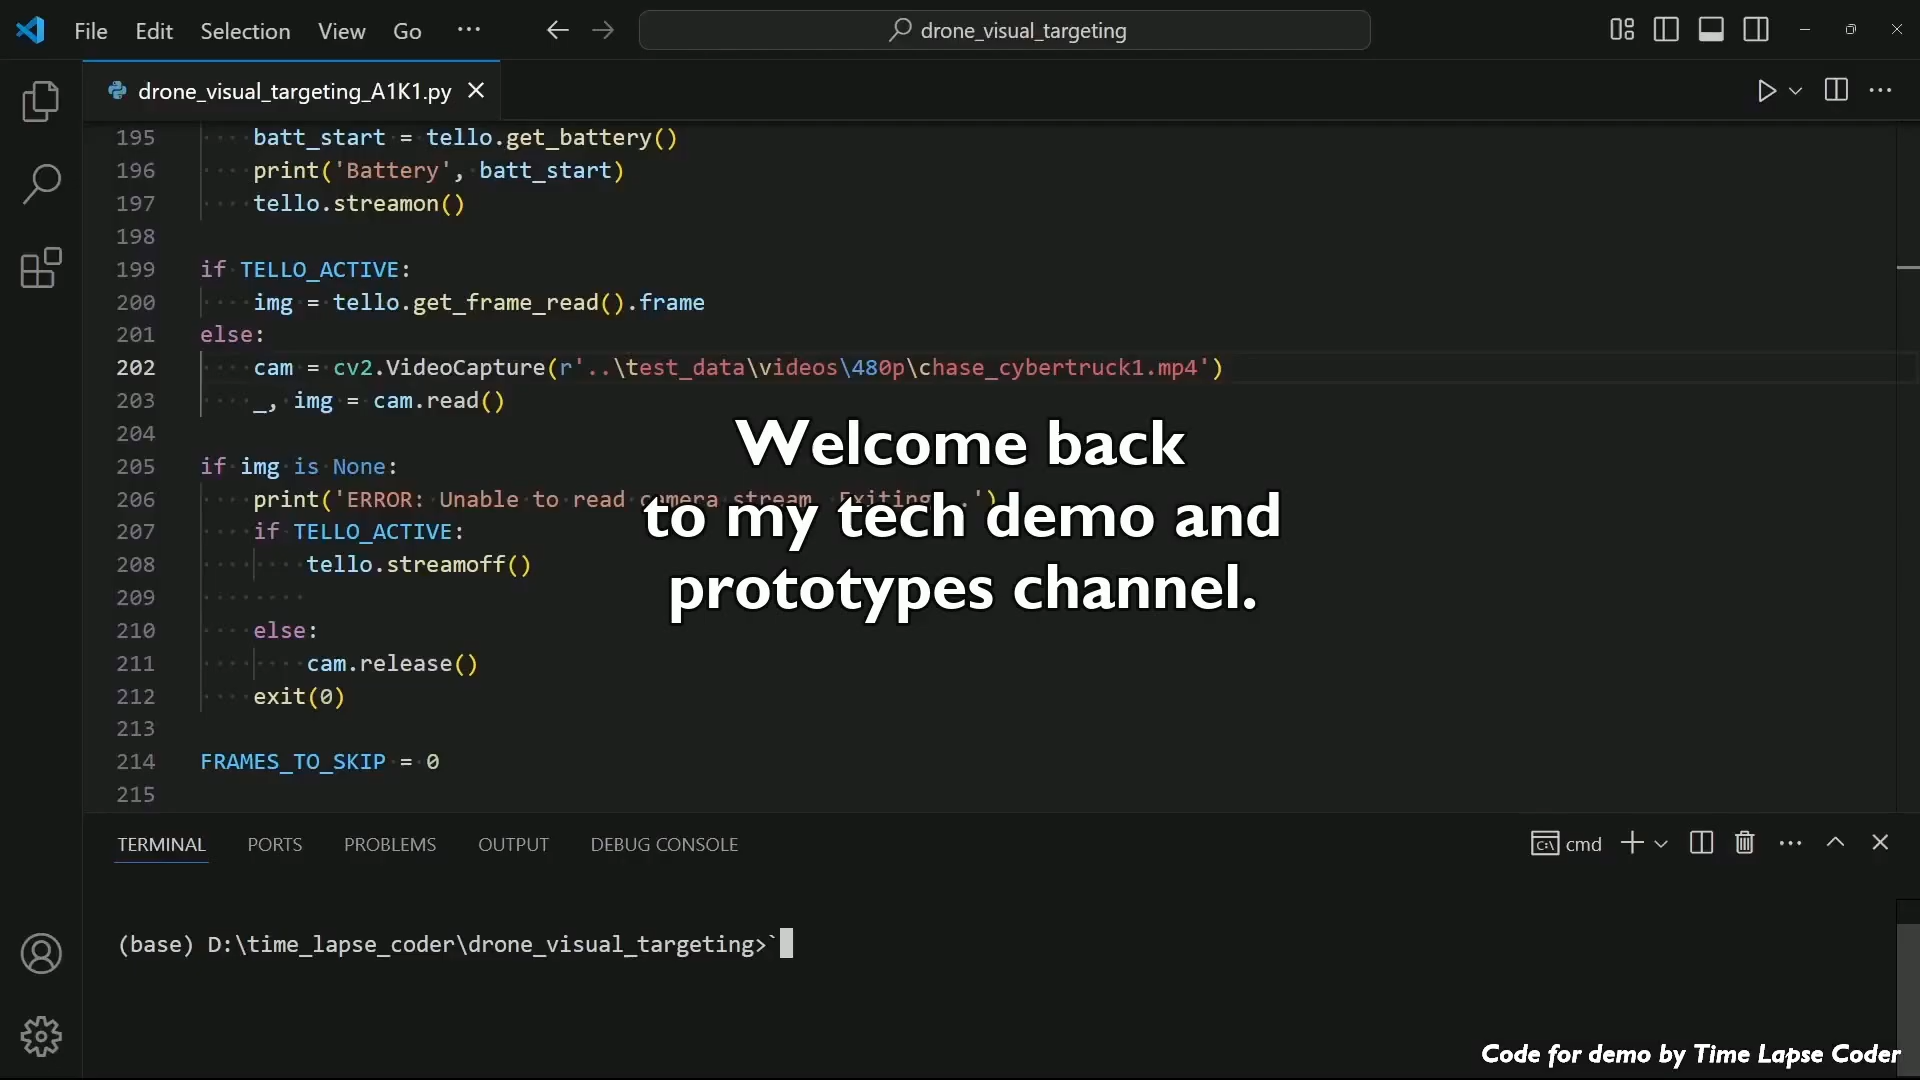 File Edit Selection View Go ··· drone_visual_targeting
drone_visual_targeting_A1K1.py
195 batt_start = tello.get_battery()
196 print('Battery', batt_start)
197 tello.streamon()
198
199 if TELLO_ACTIVE:
200 img = tello.get_frame_read().frame
201 else:
202 cam = cv2.VideoCapture(r'..\test_data\videos\480p\chase_cybertruck1.mp4')
203 _, img = cam.read()
204
205 if img is None:
206 print('ERROR: Unable to read camera stream. Exiting...')
207 if TELLO_ACTIVE:
208 tello.streamoff()
209
210 else:
211 cam.release()
212 exit(0)
213
214 FRAMES_TO_SKIP = 0
215
Welcome back
to my tech demo and
prototypes channel.
TERMINAL PORTS PROBLEMS OUTPUT DEBUG CONSOLE cmd
(base) D:\time_lapse_coder\drone_visual_targeting>`
Code for demo by Time Lapse Coder